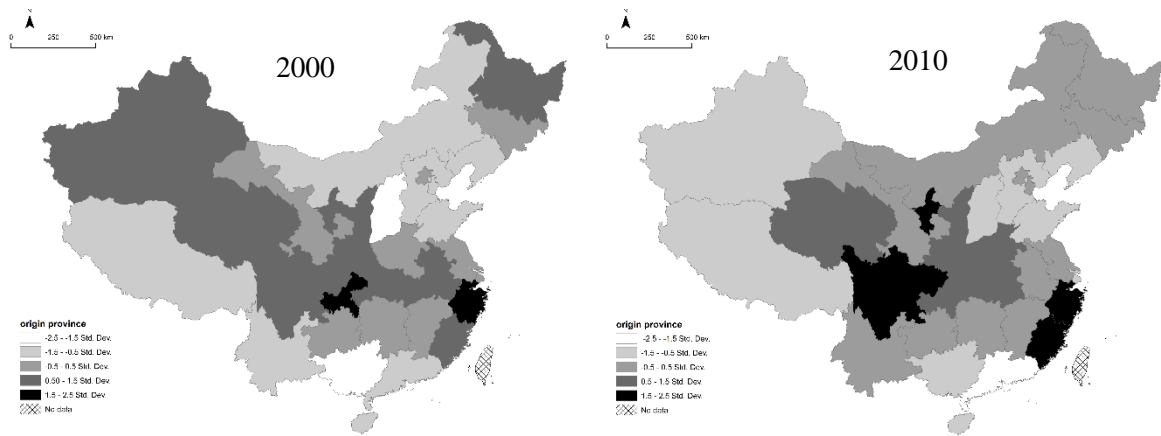 N
0 250 500 km
2000
origin province
-2.5 - -1.5 Std. Dev.
-1.5 - -0.5 Std. Dev.
-0.5 - 0.5 Std. Dev.
0.50 - 1.5 Std. Dev.
1.5 - 2.5 Std. Dev.
No data
N
0 250 500 km
2010
origin province
-2.5 - -1.5 Std. Dev.
-1.5 - -0.5 Std. Dev.
-0.5 - 0.5 Std. Dev.
0.5 - 1.5 Std. Dev.
1.5 - 2.5 Std. Dev.
No data